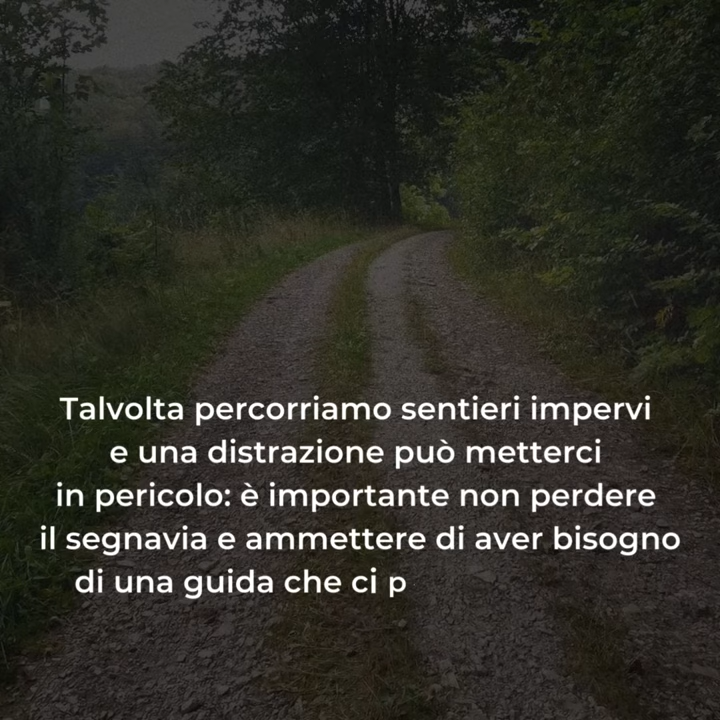 Talvolta percorriamo sentieri impervi
e una distrazione può metterci
in pericolo: è importante non perdere
il segnavia e ammettere di aver bisogno
di una guida che ci p